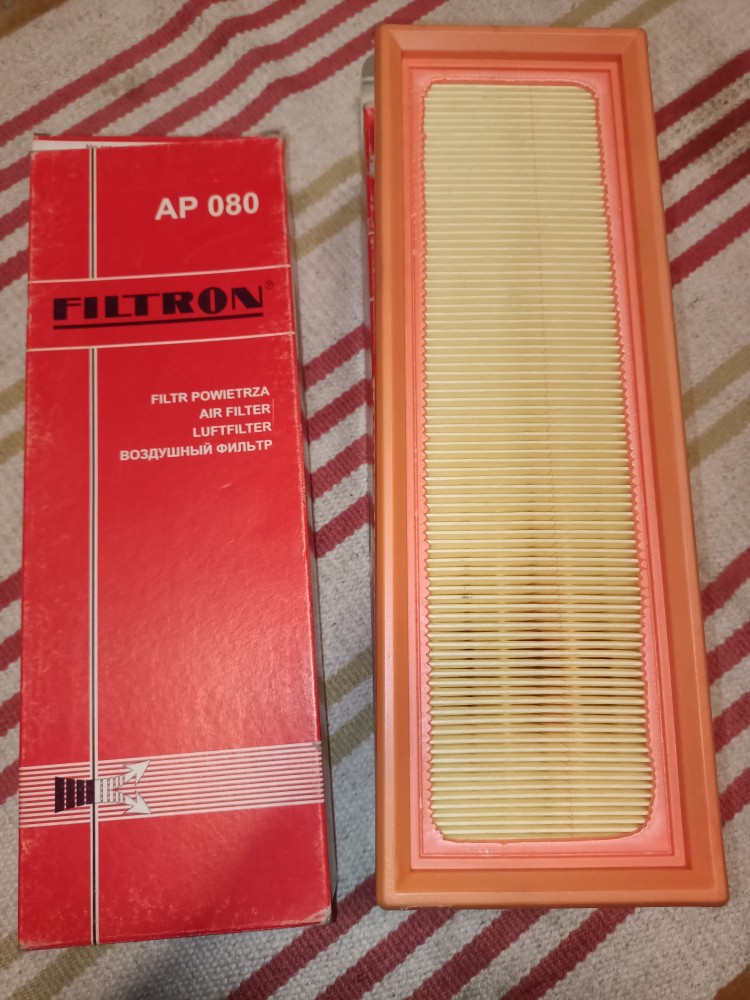 AP 080
FILTRON®
FILTR POWIETRZA
AIR FILTER
LUFTFILTER
ВОЗДУШНЫЙ ФИЛЬТР